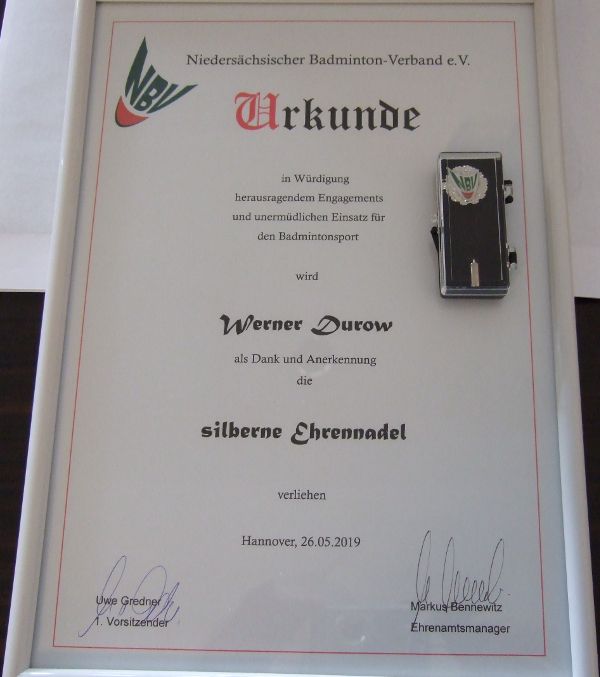 NBV
Niedersächsischer Badminton-Verband e.V.
Urkunde
in Würdigung
herausragendem Engagements
und unermüdlichen Einsatz für
den Badmintonsport
NBV
wird
Werner Durow
als Dank und Anerkennung
die
silberne Ehrennadel
verliehen
Hannover, 26.05.2019
Uwe Gredner
1. Vorsitzender
Markus Bennewitz
Ehrenamtsmanager